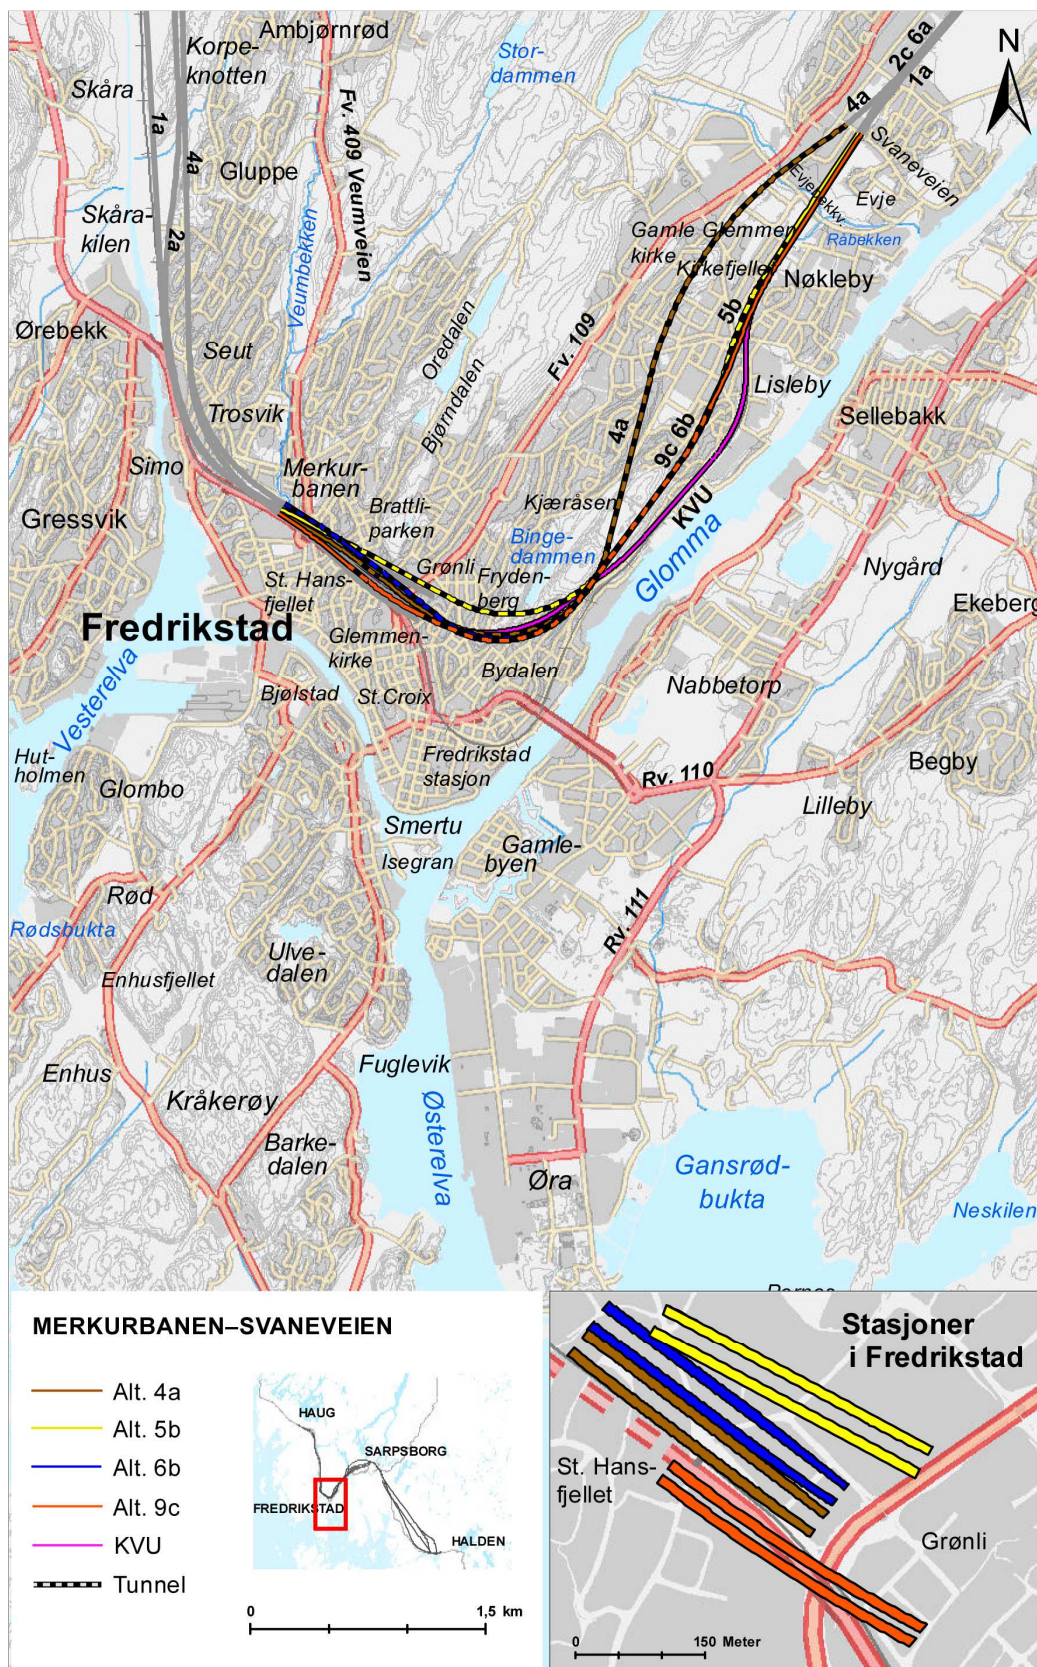 Ambjørnrød
Korpe-
knotten
Stor-
dammen
N
2c 6a
1a
4a
Skåra
1a
4a
Fv. 409 Veumveien
Gluppe
Svaneveien
Evjebekkv.
Evje
Råbekken
Skåra-
kilen
2a
Veumbekken
Gamle Glemmen
kirke
Kirkefjellet
Nøkleby
Ørebekk
Seut
Oredalen
Bjørndalen
Fv. 109
5b
Lisleby
Trosvik
4a
9c 6b
Sellebakk
Simo
Merkur-
banen
Brattli-
parken
Kjæråsen
KVU
Gressvik
Binge-
dammen
Glomma
Nygård
Grønli
Fryden-
berg
St. Hans-
fjellet
Ekeberg
Fredrikstad
Glemmen-
kirke
Bydalen
Vesterelva
Bjølstad
St.Croix
Nabbetorp
Hut-
holmen
Fredrikstad
stasjon
Rv. 110
Begby
Glombo
Lilleby
Smertu
Isegran
Gamle-
byen
Rød
Rødsbukta
Rv. 111
Ulve-
dalen
Enhusfjellet
Enhus
Fuglevik
Kråkerøy
Østerelva
Barke-
dalen
Øra
Gansrød-
bukta
Neskilen
MERKURBANEN–SVANEVEIEN
Alt. 4a
Alt. 5b
Alt. 6b
Alt. 9c
KVU
Tunnel
HAUG
SARPSBORG
FREDRIKSTAD
HALDEN
0
1,5 km
Stasjoner
i Fredrikstad
St. Hans-
fjellet
Grønli
0
150 Meter